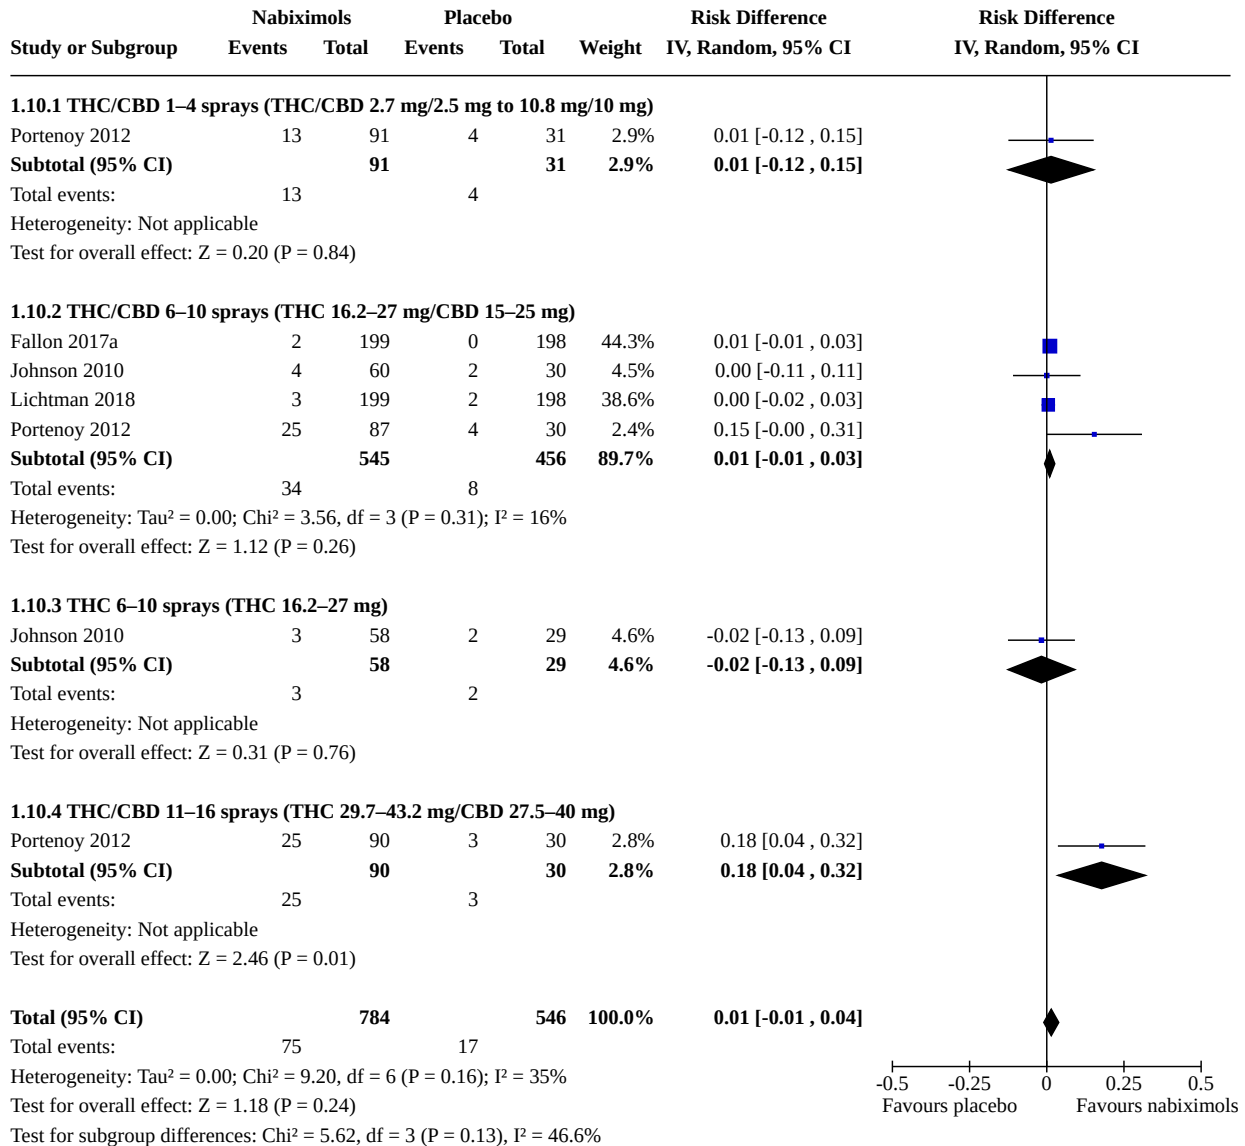 Nabiximols Placebo Risk Difference Risk Difference
Study or Subgroup Events Total Events Total Weight IV, Random, 95% CI IV, Random, 95% CI
1.10.1 THC/CBD 1–4 sprays (THC/CBD 2.7 mg/2.5 mg to 10.8 mg/10 mg)
Portenoy 2012 13 91 4 31 2.9% 0.01 [-0.12 , 0.15]
Subtotal (95% CI) 91 31 2.9% 0.01 [-0.12 , 0.15]
Total events: 13 4
Heterogeneity: Not applicable
Test for overall effect: Z = 0.20 (P = 0.84)
1.10.2 THC/CBD 6–10 sprays (THC 16.2–27 mg/CBD 15–25 mg)
Fallon 2017a 2 199 0 198 44.3% 0.01 [-0.01 , 0.03]
Johnson 2010 4 60 2 30 4.5% 0.00 [-0.11 , 0.11]
Lichtman 2018 3 199 2 198 38.6% 0.00 [-0.02 , 0.03]
Portenoy 2012 25 87 4 30 2.4% 0.15 [-0.00 , 0.31]
Subtotal (95% CI) 545 456 89.7% 0.01 [-0.01 , 0.03]
Total events: 34 8
Heterogeneity: Tau² = 0.00; Chi² = 3.56, df = 3 (P = 0.31); I² = 16%
Test for overall effect: Z = 1.12 (P = 0.26)
1.10.3 THC 6–10 sprays (THC 16.2–27 mg)
Johnson 2010 3 58 2 29 4.6% -0.02 [-0.13 , 0.09]
Subtotal (95% CI) 58 29 4.6% -0.02 [-0.13 , 0.09]
Total events: 3 2
Heterogeneity: Not applicable
Test for overall effect: Z = 0.31 (P = 0.76)
1.10.4 THC/CBD 11–16 sprays (THC 29.7–43.2 mg/CBD 27.5–40 mg)
Portenoy 2012 25 90 3 30 2.8% 0.18 [0.04 , 0.32]
Subtotal (95% CI) 90 30 2.8% 0.18 [0.04 , 0.32]
Total events: 25 3
Heterogeneity: Not applicable
Test for overall effect: Z = 2.46 (P = 0.01)
Total (95% CI) 784 546 100.0% 0.01 [-0.01 , 0.04]
Total events: 75 17
Heterogeneity: Tau² = 0.00; Chi² = 9.20, df = 6 (P = 0.16); I² = 35%
Test for overall effect: Z = 1.18 (P = 0.24)
Test for subgroup differences: Chi² = 5.62, df = 3 (P = 0.13), I² = 46.6%
-0.5 -0.25 0 0.25 0.5
Favours placebo Favours nabiximols